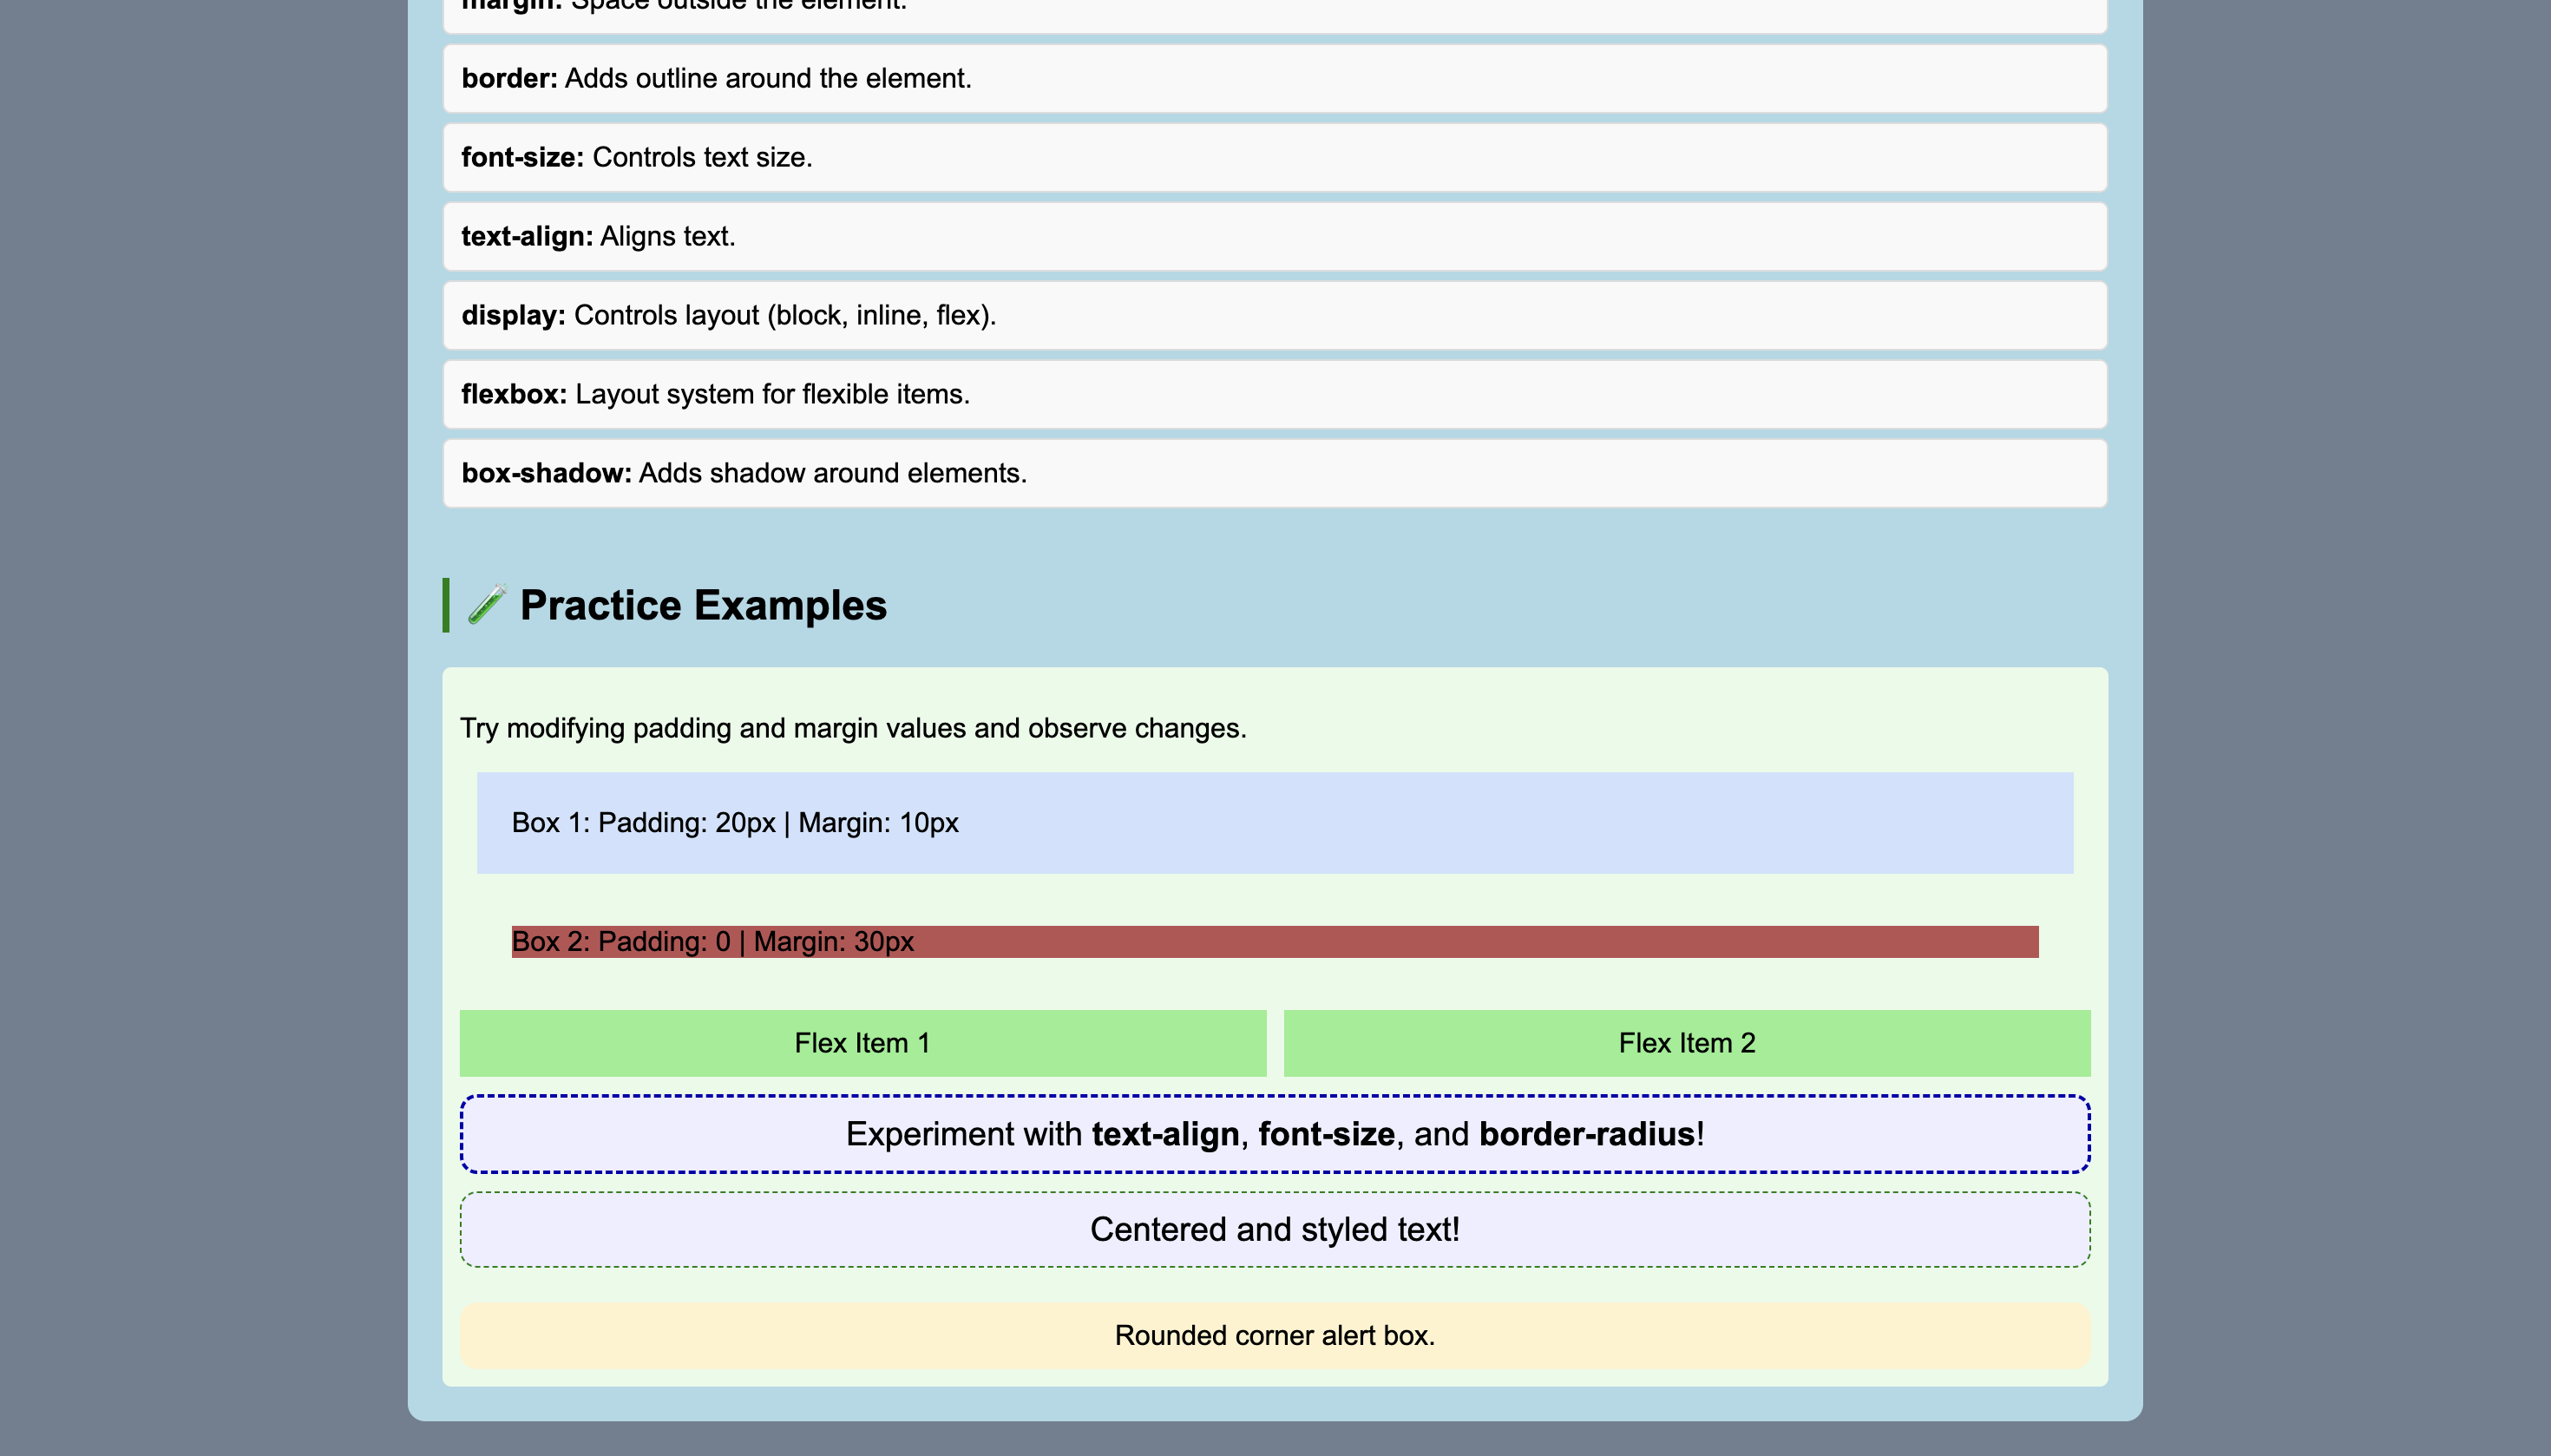 margin: Space outside the element.
border: Adds outline around the element.
font-size: Controls text size.
text-align: Aligns text.
display: Controls layout (block, inline, flex).
flexbox: Layout system for flexible items.
box-shadow: Adds shadow around elements.
🧪 Practice Examples
Try modifying padding and margin values and observe changes.
Box 1: Padding: 20px | Margin: 10px
Box 2: Padding: 0 | Margin: 30px
Flex Item 1
Flex Item 2
Experiment with text-align, font-size, and border-radius!
Centered and styled text!
Rounded corner alert box.